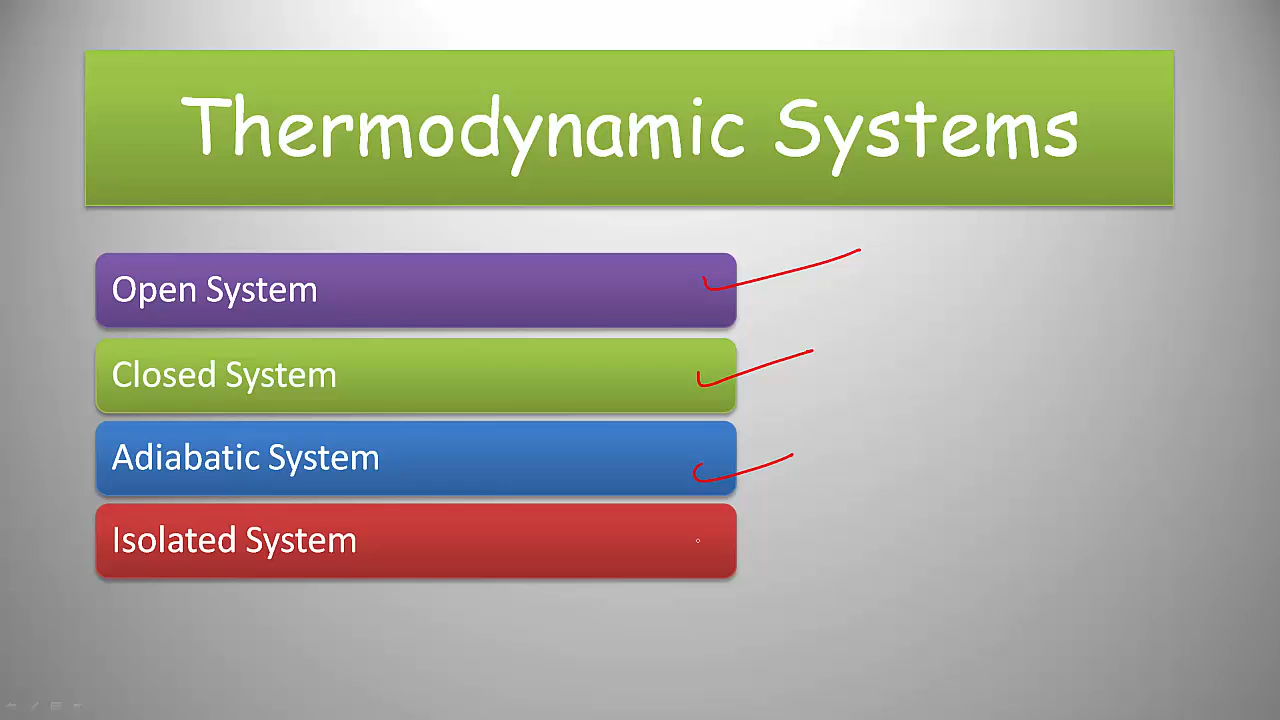 Thermodynamic Systems
Open System
Closed System
Adiabatic System
Isolated System